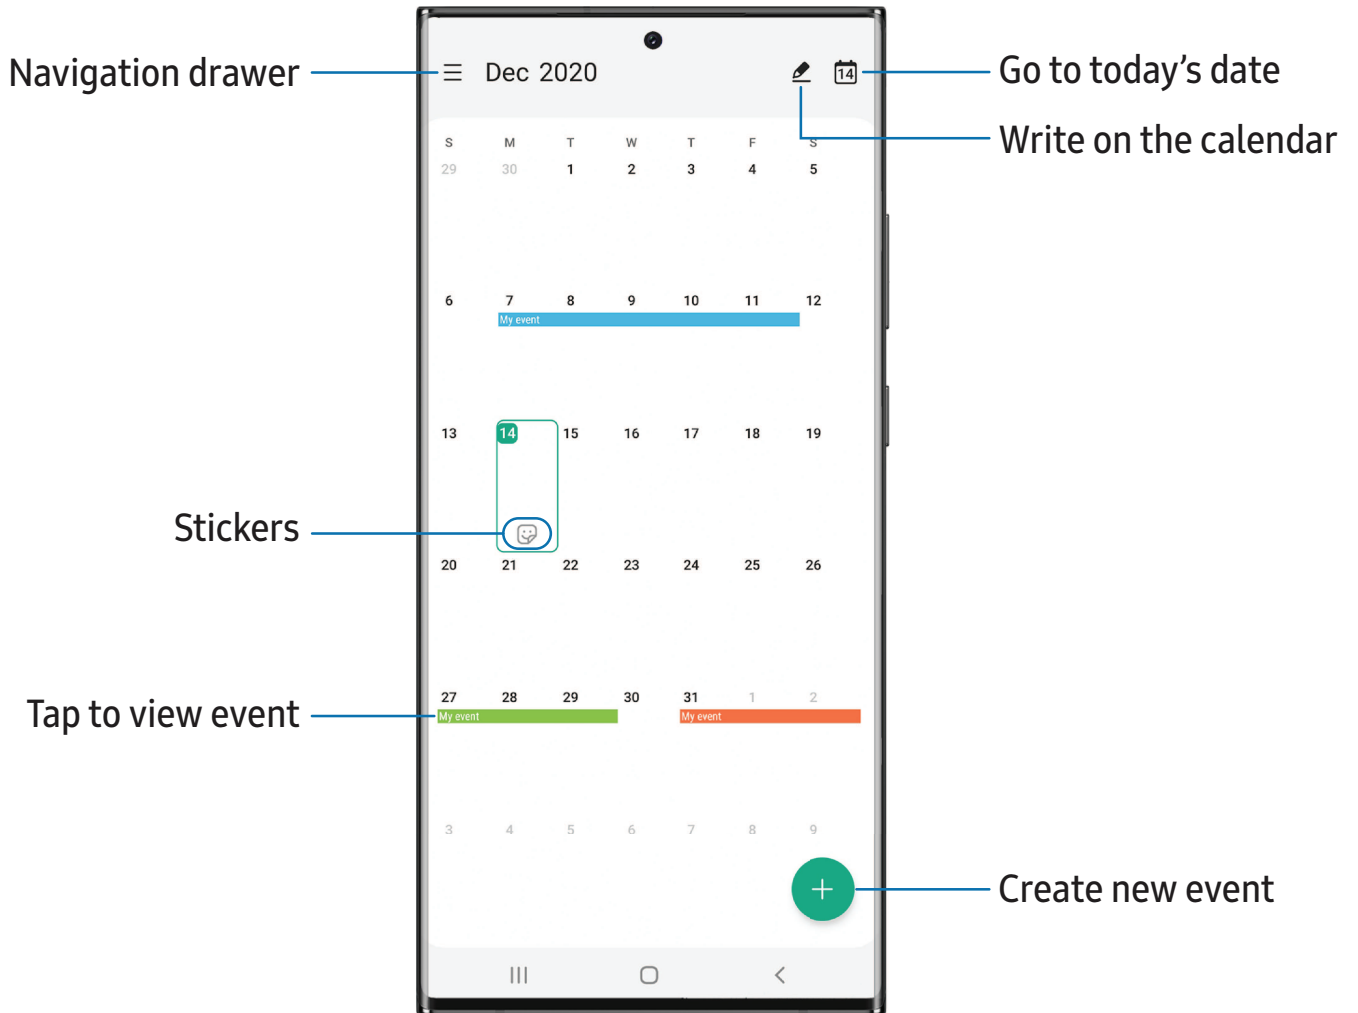 Navigation drawer
Dec 2020
14
Go to today's date
Write on the calendar
S M T W T F S
29 30 1 2 3 4 5
6 7 8 9 10 11 12
My event
13 14 15 16 17 18 19
Stickers
20 21 22 23 24 25 26
27 28 29 30 31 1 2
Tap to view event
My event My event
3 4 5 6 7 8 9
Create new event